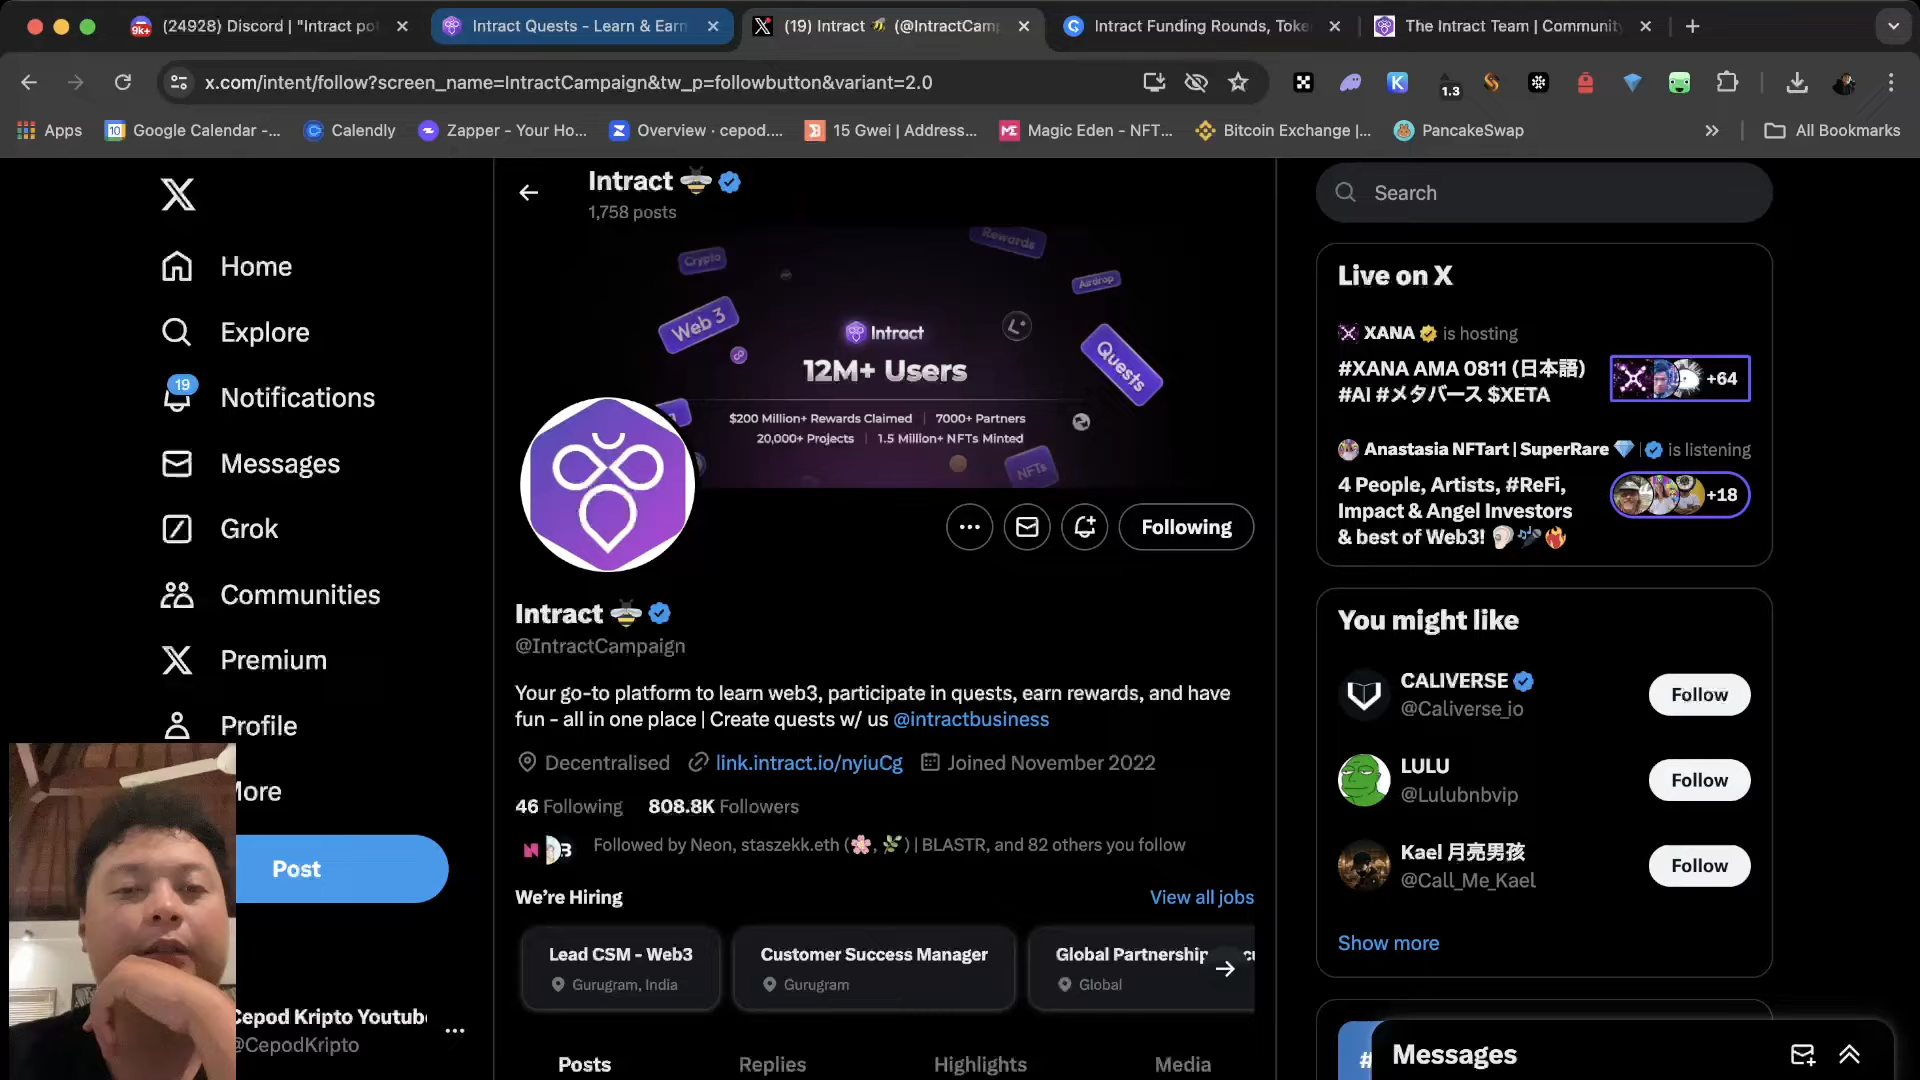 (24928) Discord | "Intract po
Intract Quests - Learn & Earn
(19) Intract 🐝 (@IntractCam
Intract Funding Rounds, Toke
The Intract Team | Community
x.com/intent/follow?screen_name=IntractCampaign&tw_p=followbutton&variant=2.0
1.3
Apps
Google Calendar -...
Calendly
Zapper - Your Ho...
Overview · cepod....
15 Gwei | Address...
Magic Eden - NFT...
Bitcoin Exchange |...
PancakeSwap
All Bookmarks
Home
Explore
19
Notifications
Messages
Grok
Communities
Premium
Profile
More
Post
Cepod Kripto Youtub
@CepodKripto
Intract 🐝
1,758 posts
Crypto
Rewards
Airdrop
Web 3
Quests
NFTs
Intract
12M+ Users
$200 Million+ Rewards Claimed | 7000+ Partners
20,000+ Projects | 1.5 Million+ NFTs Minted
Following
Intract 🐝
@IntractCampaign
Your go-to platform to learn web3, participate in quests, earn rewards, and have
fun - all in one place | Create quests w/ us @intractbusiness
Decentralised link.intract.io/nyiuCg Joined November 2022
46 Following 808.8K Followers
Followed by Neon, staszekk.eth (🌸, 🌿) | BLASTR, and 82 others you follow
We're Hiring
View all jobs
Lead CSM - Web3
Gurugram, India
Customer Success Manager
Gurugram
Global Partnership
Global
Posts
Replies
Highlights
Media
Search
Live on X
XANA is hosting
#XANA AMA 0811 (日本語)
#AI #メタバース $XETA
+64
Anastasia NFTart | SuperRare 💎 | is listening
4 People, Artists, #ReFi,
Impact & Angel Investors
& best of Web3!
+18
You might like
CALIVERSE
@Caliverse_io
Follow
LULU
@Lulubnbvip
Follow
Kael 月亮男孩
@Call_Me_Kael
Follow
Show more
Messages